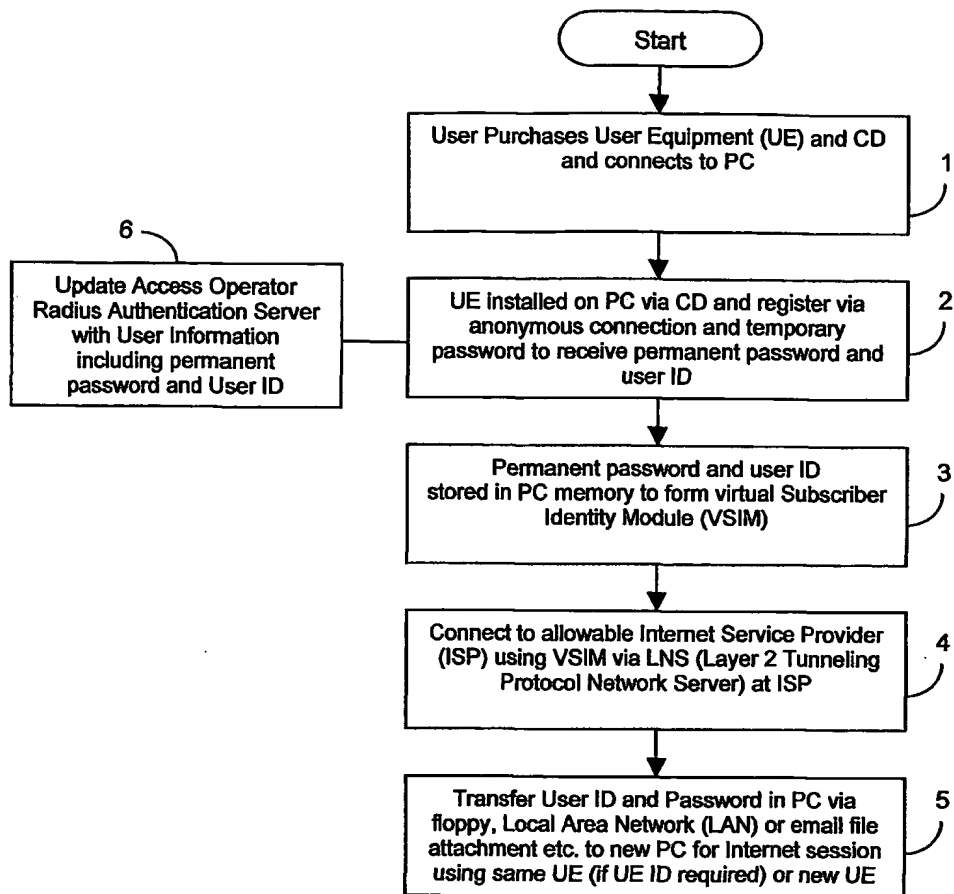 Start
User Purchases User Equipment (UE) and CD
and connects to PC
1
6
Update Access Operator
Radius Authentication Server
with User Information
including permanent
password and User ID
UE installed on PC via CD and register via
anonymous connection and temporary
password to receive permanent password and
user ID
2
Permanent password and user ID
stored in PC memory to form virtual Subscriber
Identity Module (VSIM)
3
Connect to allowable Internet Service Provider
(ISP) using VSIM via LNS (Layer 2 Tunneling
Protocol Network Server) at ISP
4
Transfer User ID and Password in PC via
floppy, Local Area Network (LAN) or email file
attachment etc. to new PC for Internet session
using same UE (if UE ID required) or new UE
5